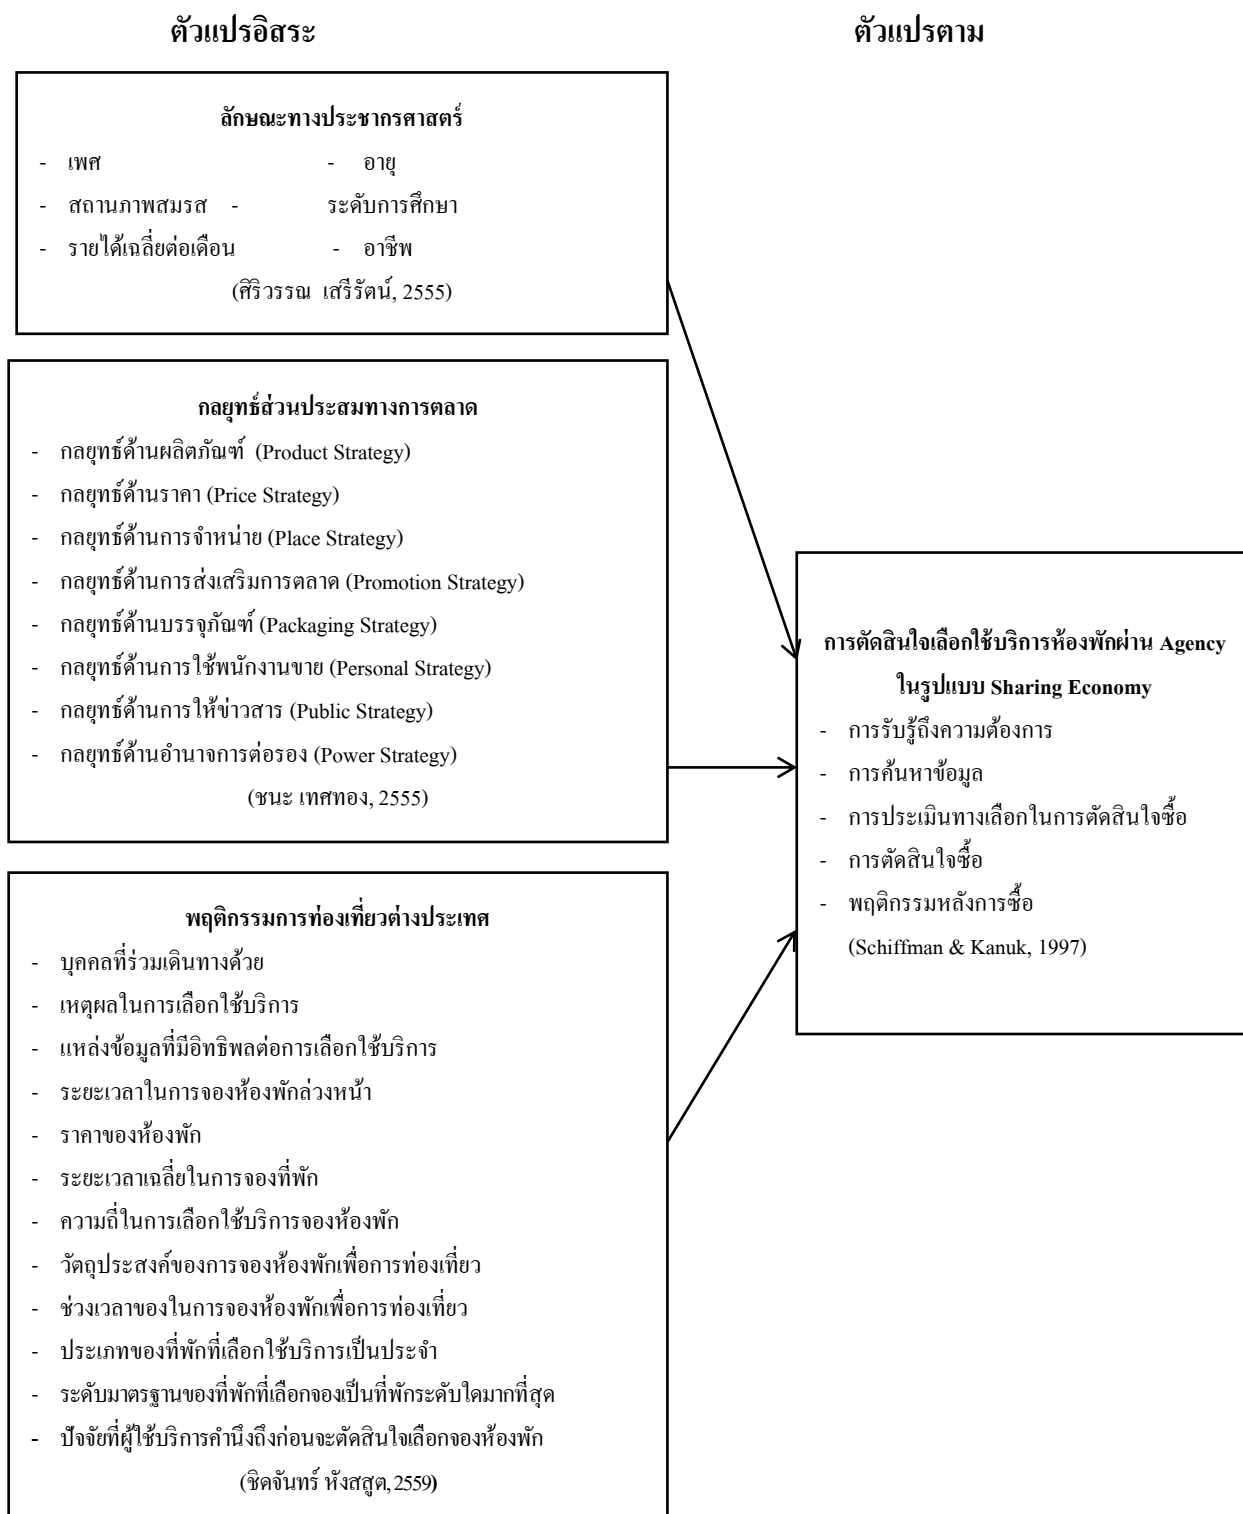 ตัวแปรอิสระ
ตัวแปรตาม
ลักษณะทางประชากรศาสตร์
- เพศ - อายุ
- สถานภาพสมรส - ระดับการศึกษา
- รายได้เฉลี่ยต่อเดือน - อาชีพ
(ศิริวรรณ เสรีรัตน์, 2555)
กลยุทธ์ส่วนประสมทางการตลาด
- กลยุทธ์ด้านผลิตภัณฑ์ (Product Strategy)
- กลยุทธ์ด้านราคา (Price Strategy)
- กลยุทธ์ด้านการจำหน่าย (Place Strategy)
- กลยุทธ์ด้านการส่งเสริมการตลาด (Promotion Strategy)
- กลยุทธ์ด้านบรรจุภัณฑ์ (Packaging Strategy)
- กลยุทธ์ด้านการใช้พนักงานขาย (Personal Strategy)
- กลยุทธ์ด้านการให้ข่าวสาร (Public Strategy)
- กลยุทธ์ด้านอำนาจการต่อรอง (Power Strategy)
(ชนะ เทศทอง, 2555)
พฤติกรรมการท่องเที่ยวต่างประเทศ
- บุคคลที่ร่วมเดินทางด้วย
- เหตุผลในการเลือกใช้บริการ
- แหล่งข้อมูลที่มีอิทธิพลต่อการเลือกใช้บริการ
- ระยะเวลาในการจองห้องพักล่วงหน้า
- ราคาของห้องพัก
- ระยะเวลาเฉลี่ยในการจองที่พัก
- ความถี่ในการเลือกใช้บริการจองห้องพัก
- วัตถุประสงค์ของการจองห้องพักเพื่อการท่องเที่ยว
- ช่วงเวลาของในการจองห้องพักเพื่อการท่องเที่ยว
- ประเภทของที่พักที่เลือกใช้บริการเป็นประจำ
- ระดับมาตรฐานของที่พักที่เลือกจองเป็นที่พักระดับใดมากที่สุด
- ปัจจัยที่ผู้ใช้บริการคำนึงถึงก่อนจะตัดสินใจเลือกจองห้องพัก
(ชิดจันทร์ หังสสูต, 2559)
การตัดสินใจเลือกใช้บริการห้องพักผ่าน Agency
ในรูปแบบ Sharing Economy
- การรับรู้ถึงความต้องการ
- การค้นหาข้อมูล
- การประเมินทางเลือกในการตัดสินใจซื้อ
- การตัดสินใจซื้อ
- พฤติกรรมหลังการซื้อ
(Schiffman & Kanuk, 1997)